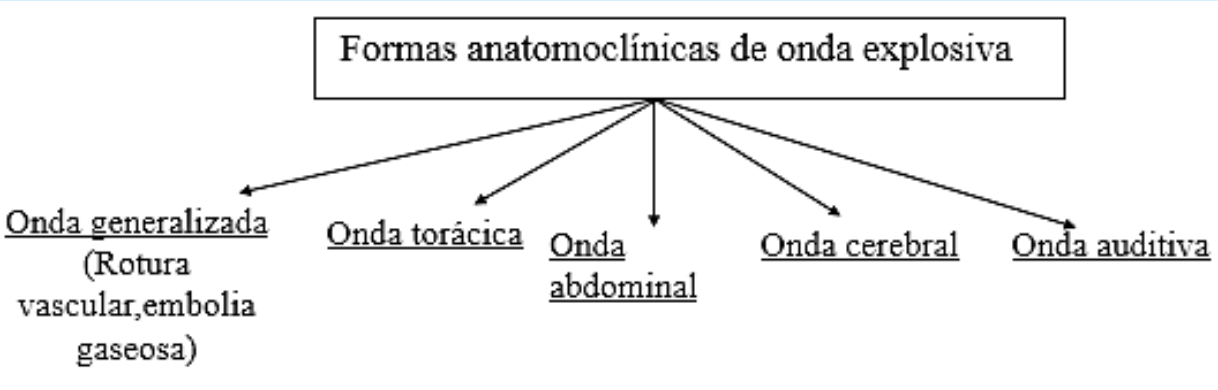 Formas anatomoclínicas de onda explosiva
Onda generalizada
(Rotura
vascular,embolia
gaseosa)
Onda torácica
Onda
abdominal
Onda cerebral
Onda auditiva